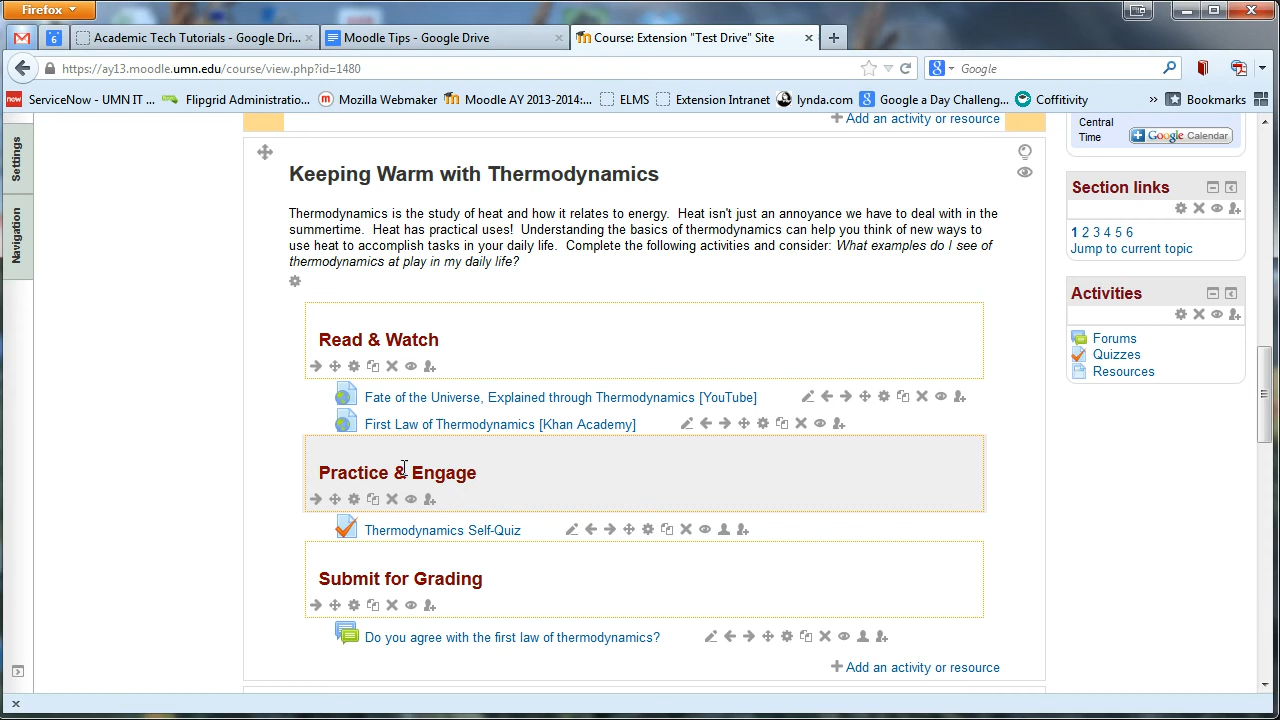 Firefox
6
Academic Tech Tutorials - Google Dri...
Moodle Tips - Google Drive
Course: Extension "Test Drive" Site
https://ay13.moodle.umn.edu/course/view.php?id=1480
Google
now ServiceNow - UMN IT ...
Flipgrid Administratio...
Mozilla Webmaker
Moodle AY 2013-2014:...
ELMS
Extension Intranet
lynda.com
Google a Day Challeng...
Coffitivity
»
Bookmarks
Settings
Navigation
Add an activity or resource
Keeping Warm with Thermodynamics
Thermodynamics is the study of heat and how it relates to energy. Heat isn't just an annoyance we have to deal with in the
summertime. Heat has practical uses! Understanding the basics of thermodynamics can help you think of new ways to
use heat to accomplish tasks in your daily life. Complete the following activities and consider: What examples do I see of
thermodynamics at play in my daily life?
Read & Watch
Fate of the Universe, Explained through Thermodynamics [YouTube]
First Law of Thermodynamics [Khan Academy]
Practice & Engage
Thermodynamics Self-Quiz
Submit for Grading
Do you agree with the first law of thermodynamics?
Add an activity or resource
Central
Time
Google Calendar
Section links
1 2 3 4 5 6
Jump to current topic
Activities
Forums
Quizzes
Resources